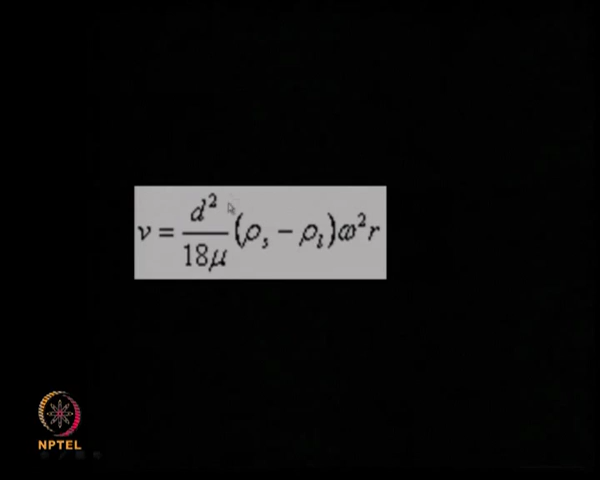 v = d²/18μ (ρₛ − ρₗ)ω²r
NPTEL